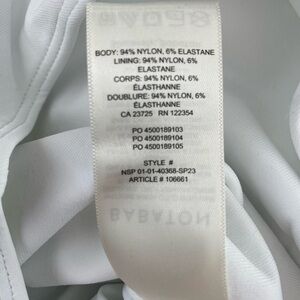 BODY: 94% NYLON, 6% ELASTANE
LINING: 94% NYLON, 6%
ELASTANE
CORPS: 94% NYLON, 6%
ÉLASTHANNE
DOUBLURE: 94% NYLON, 6%
ÉLASTHANNE
CA 23725 RN 122354
PO 4500189103
PO 4500189104
PO 4500189105
STYLE #
NSP 01-01-40368-SP23
ARTICLE # 106661
BABATON